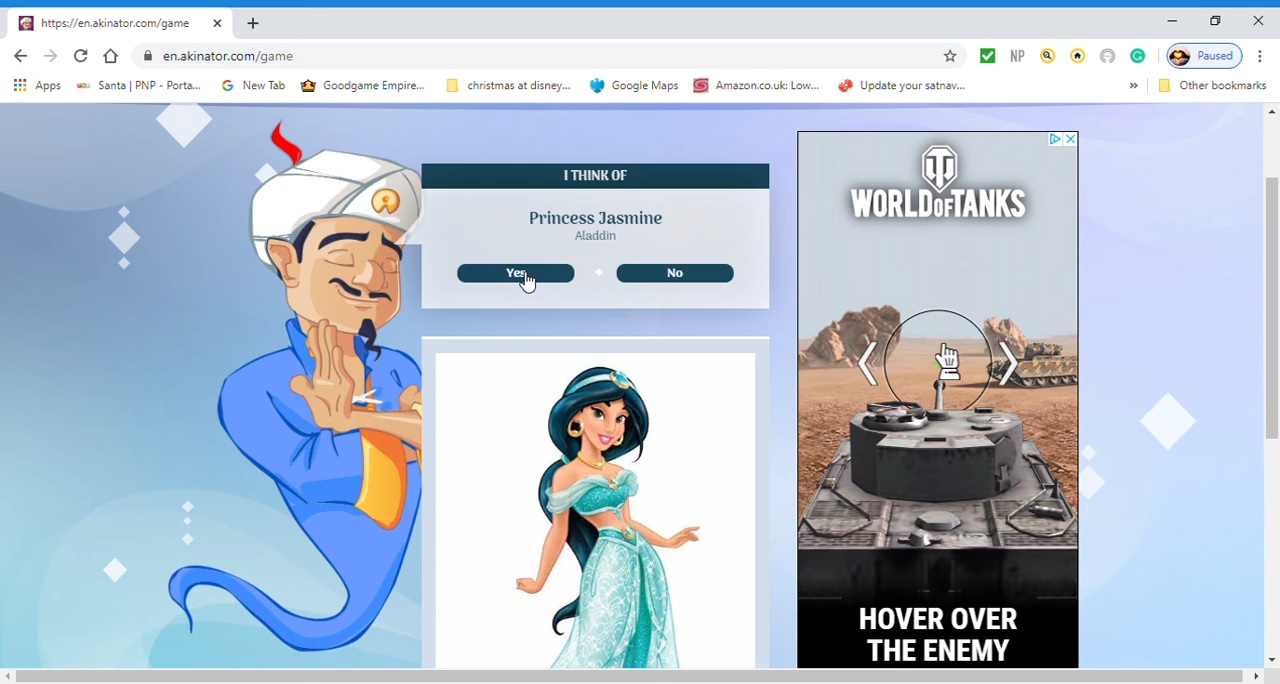 https://en.akinator.com/game
en.akinator.com/game
NP
Paused
Apps
Santa | PNP - Porta...
New Tab
Goodgame Empire...
christmas at disney...
Google Maps
Amazon.co.uk: Low...
Update your satnav...
»
Other bookmarks
I THINK OF
Princess Jasmine
Aladdin
Yes
No
WORLD OF TANKS
HOVER OVER
THE ENEMY